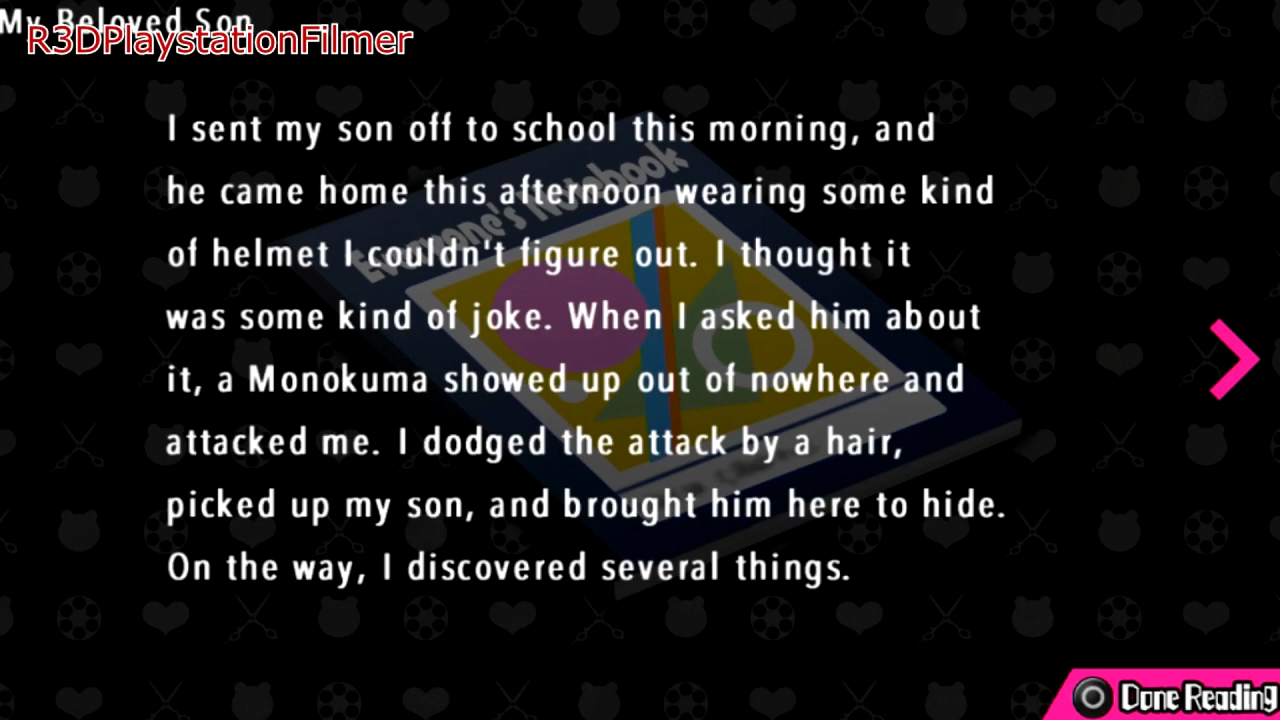 My Beloved Son
R3DPlaystationFilmer
I sent my son off to school this morning, and
he came home this afternoon wearing some kind
of helmet I couldn't figure out. I thought it
was some kind of joke. When I asked him about
it, a Monokuma showed up out of nowhere and
attacked me. I dodged the attack by a hair,
picked up my son, and brought him here to hide.
On the way, I discovered several things.
Everyone's Notebook
Done Reading